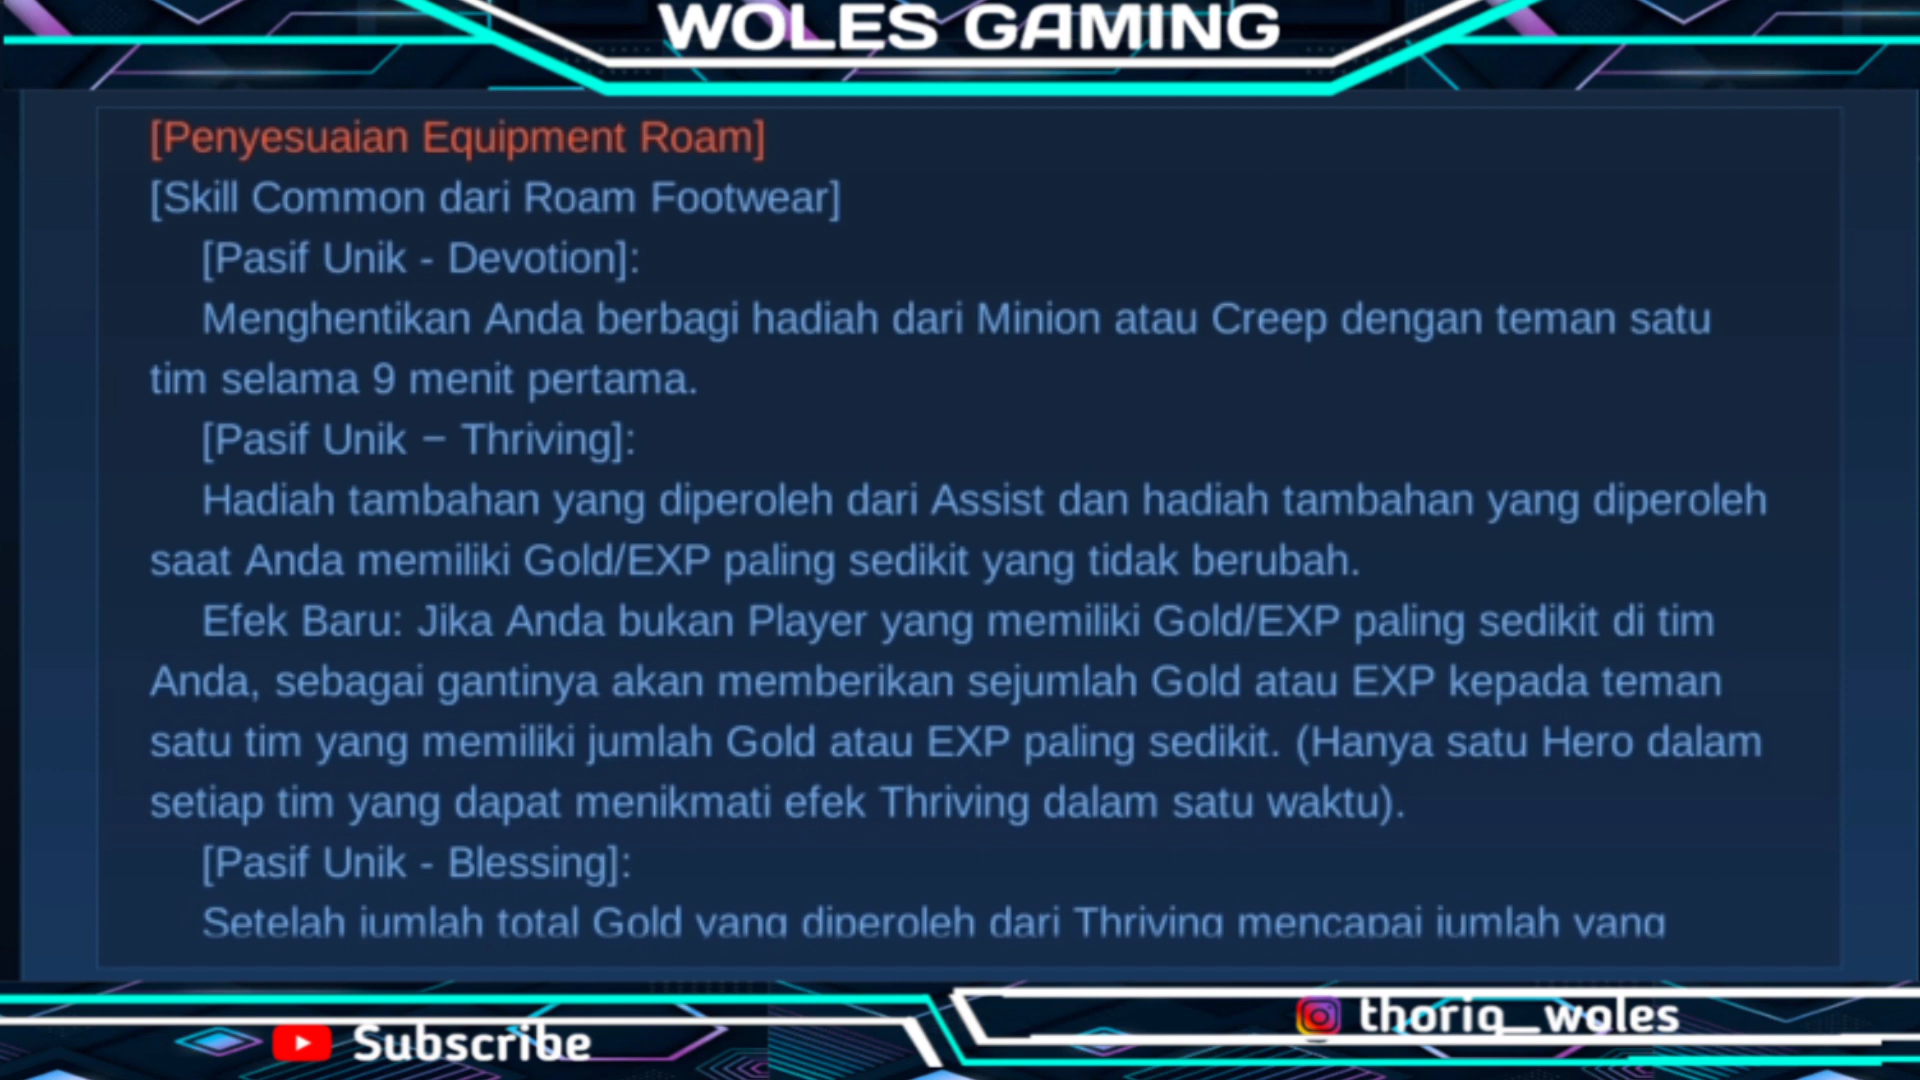 WOLES GAMING
[Penyesuaian Equipment Roam]
[Skill Common dari Roam Footwear]
[Pasif Unik - Devotion]:
Menghentikan Anda berbagi hadiah dari Minion atau Creep dengan teman satu
tim selama 9 menit pertama.
[Pasif Unik – Thriving]:
Hadiah tambahan yang diperoleh dari Assist dan hadiah tambahan yang diperoleh
saat Anda memiliki Gold/EXP paling sedikit yang tidak berubah.
Efek Baru: Jika Anda bukan Player yang memiliki Gold/EXP paling sedikit di tim
Anda, sebagai gantinya akan memberikan sejumlah Gold atau EXP kepada teman
satu tim yang memiliki jumlah Gold atau EXP paling sedikit. (Hanya satu Hero dalam
setiap tim yang dapat menikmati efek Thriving dalam satu waktu).
[Pasif Unik - Blessing]:
Setelah jumlah total Gold yang diperoleh dari Thriving mencapai jumlah yang
Subscribe
thoriq_woles